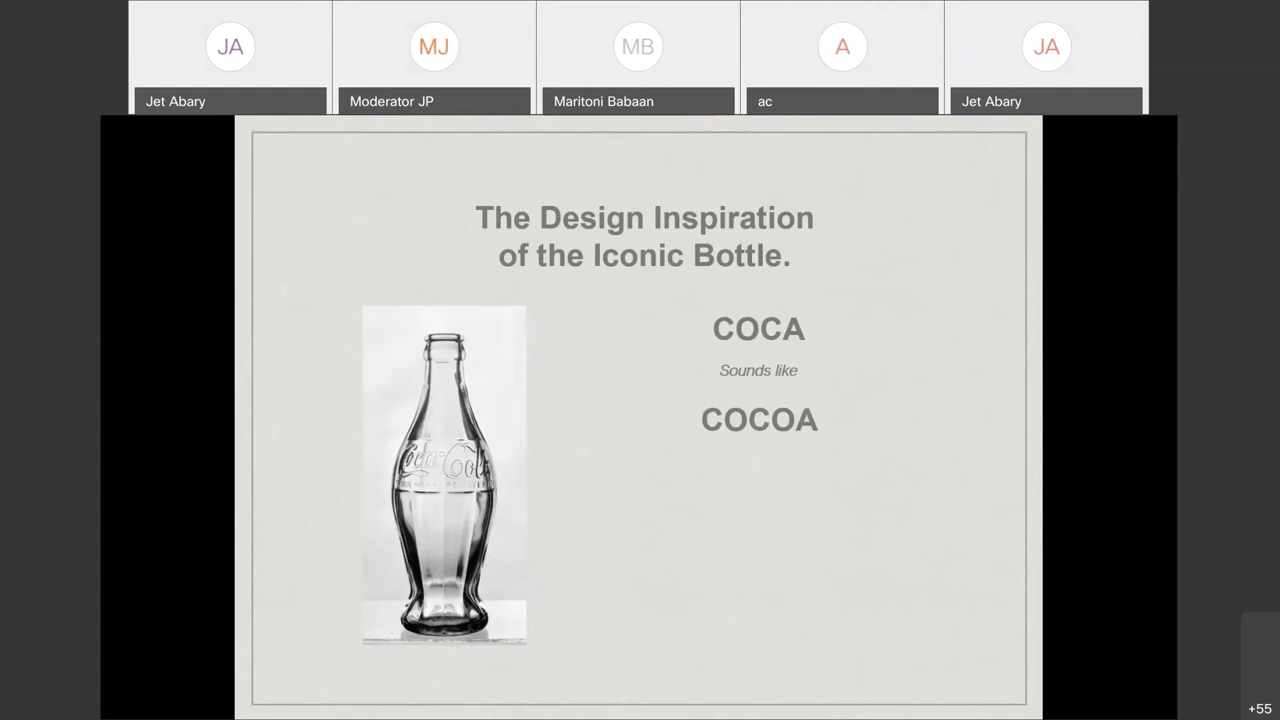 JA
MJ
MB
A
JA
Jet Abary
Moderator JP
Maritoni Babaan
ac
Jet Abary
The Design Inspiration
of the Iconic Bottle.
COCA
Sounds like
COCOA
Coca-Cola
+55